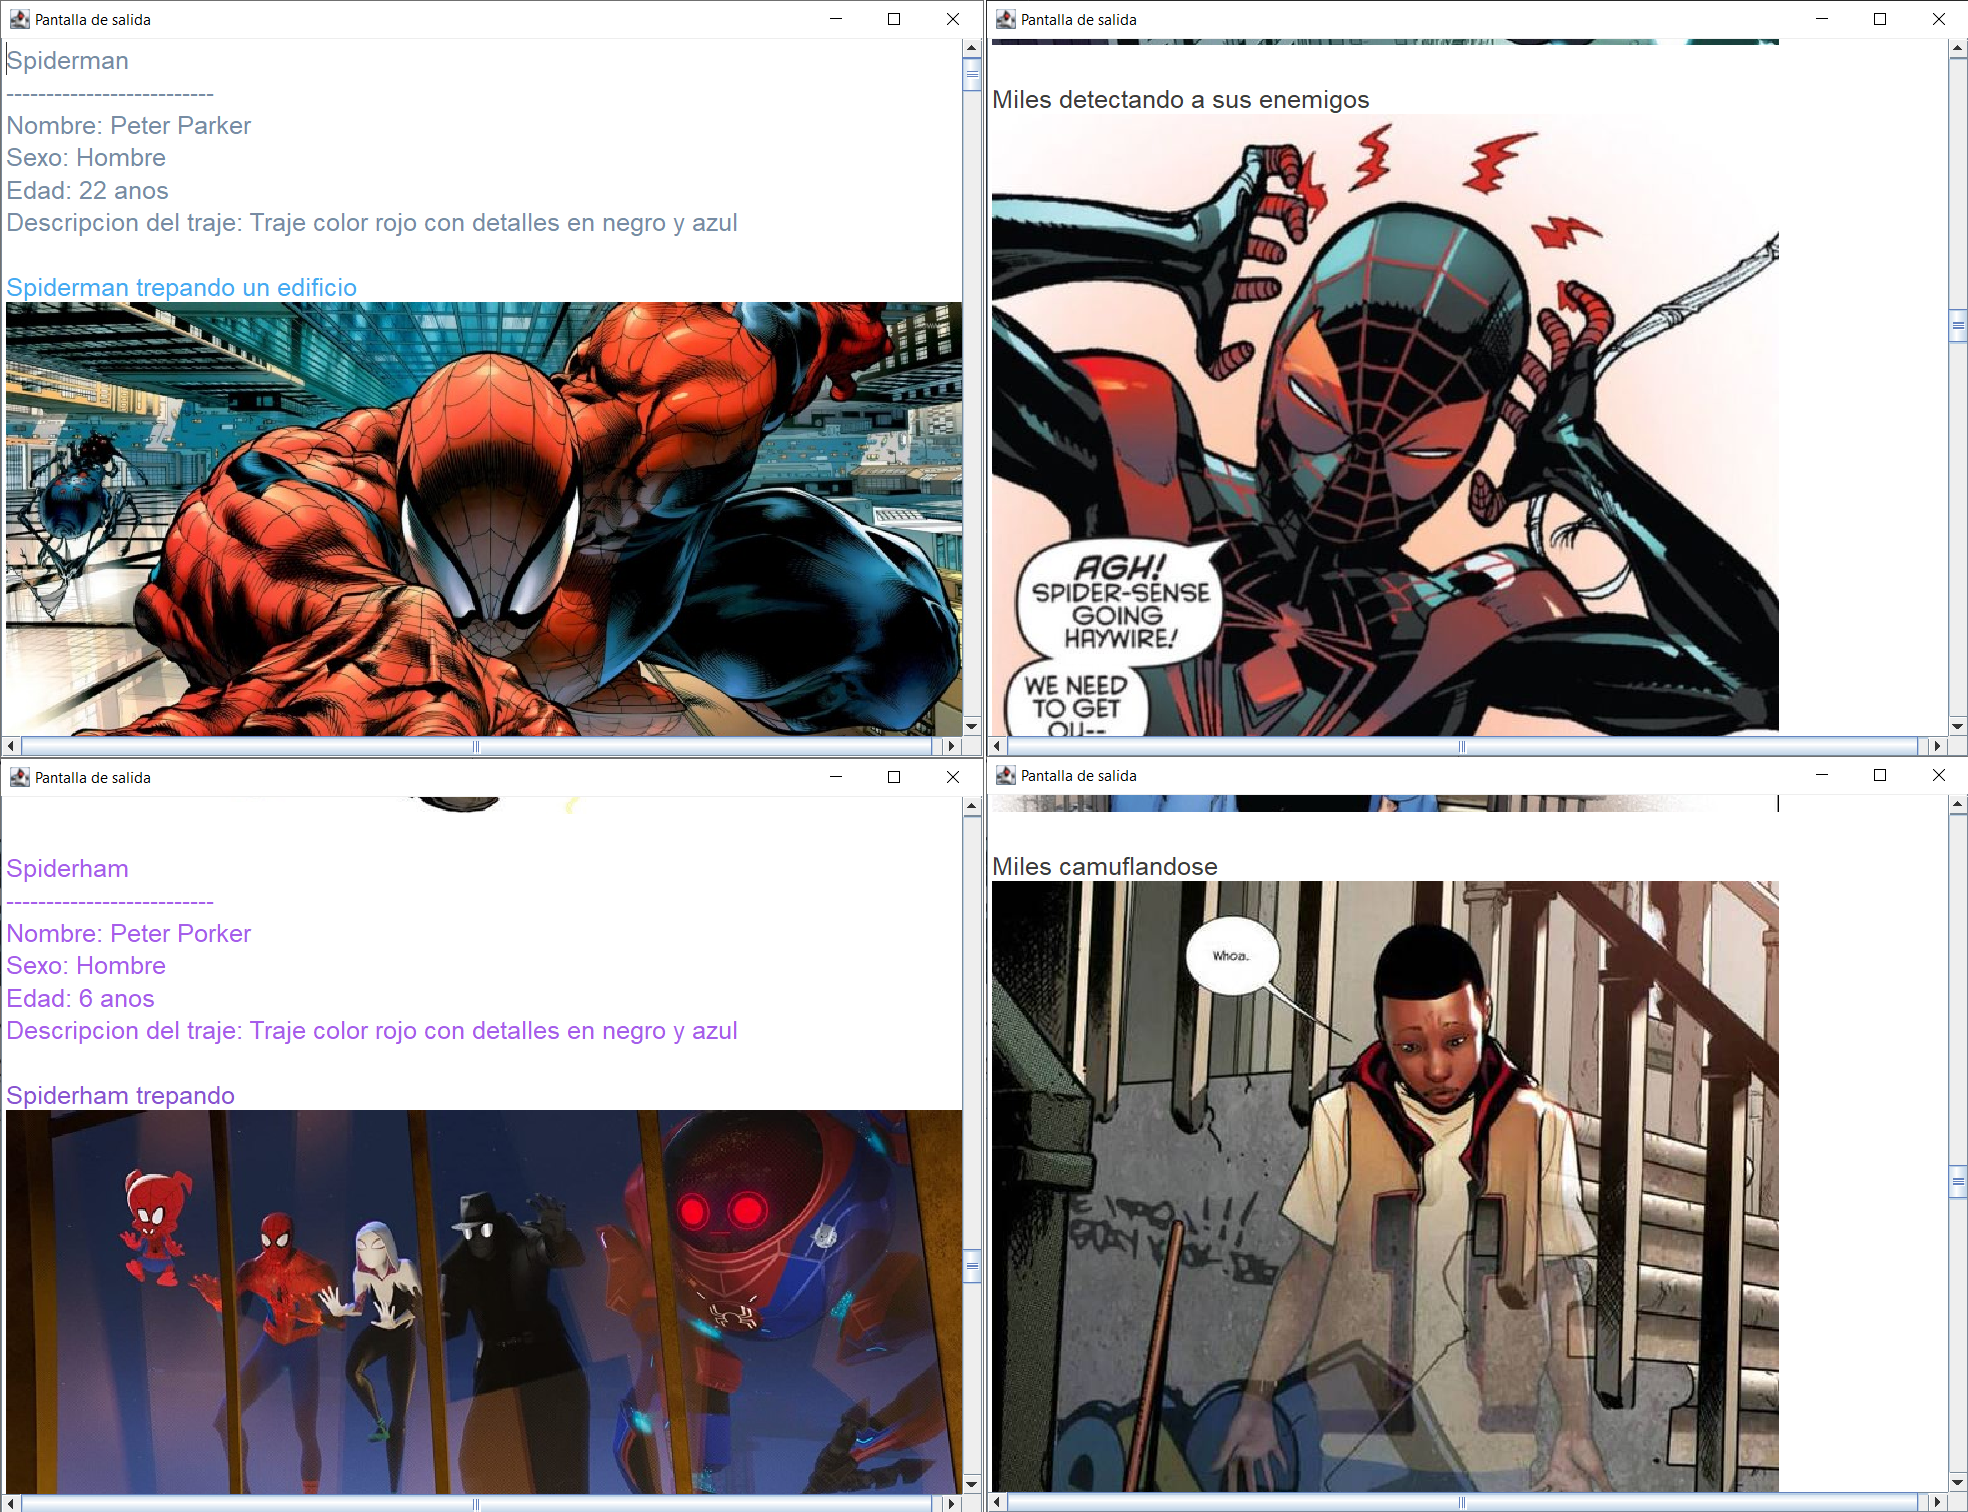 Pantalla de salida
Spiderman
--------------------------
Nombre: Peter Parker
Sexo: Hombre
Edad: 22 anos
Descripcion del traje: Traje color rojo con detalles en negro y azul
Spiderman trepando un edificio
Pantalla de salida
Miles detectando a sus enemigos
AGH!
SPIDER-SENSE
GOING
HAYWIRE!
WE NEED
TO GET
OU--
Pantalla de salida
Spiderham
--------------------------
Nombre: Peter Porker
Sexo: Hombre
Edad: 6 anos
Descripcion del traje: Traje color rojo con detalles en negro y azul
Spiderham trepando
Pantalla de salida
Miles camuflandose
Whoa.